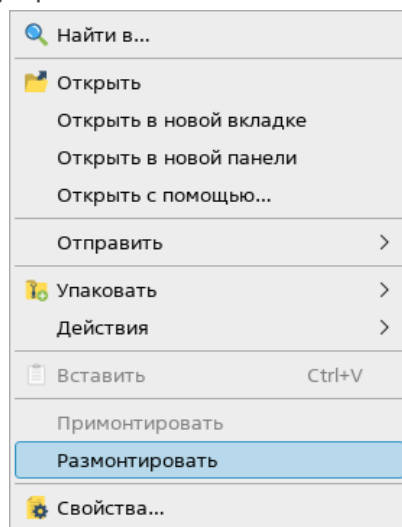 Найти в...
Открыть
Открыть в новой вкладке
Открыть в новой панели
Открыть с помощью...
Отправить
Упаковать
Действия
Вставить Ctrl+V
Примонтировать
Размонтировать
Свойства...